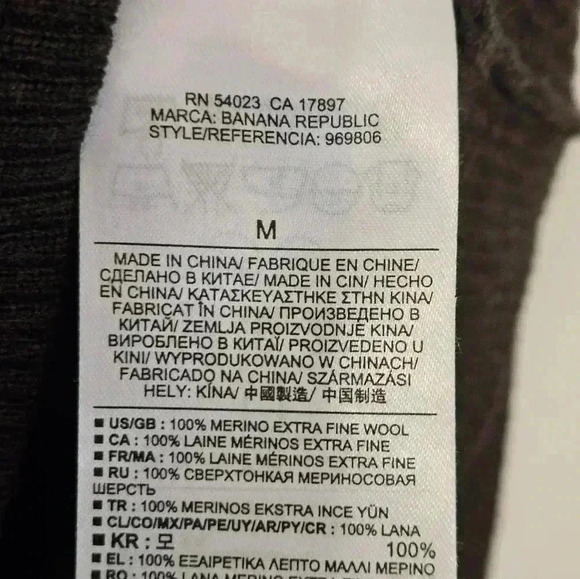 RN 54023 CA 17897
MARCA: BANANA REPUBLIC
STYLE/REFERENCIA: 969806
M
MADE IN CHINA/ FABRIQUE EN CHINE/
СДЕЛАНО В КИТАЕ/ MADE IN CIN/ HECHO
EN CHINA/ ΚΑΤΑΣΚΕΥΑΣΤΗΚΕ ΣΤΗΝ ΚΙΝΑ/
FABRICAT ÎN CHINA/ ПРОИЗВЕДЕНО В
КИТАЙ/ ZEMLJA PROIZVODNJE KINA/
ВИРОБЛЕНО В КИТАЇ/ PROIZVEDENO U
KINI/ WYPRODUKOWANO W CHINACH/
FABRICADO NA CHINA/ SZÁRMAZÁSI
HELY: KÍNA/ 中國製造/ 中国制造
■ US/GB : 100% MERINO EXTRA FINE WOOL
■ CA : 100% LAINE MÉRINOS EXTRA FINE
■ FR/MA : 100% LAINE MÉRINOS EXTRA FINE
■ RU : 100% СВЕРХТОНКАЯ МЕРИНОСОВАЯ
ШЕРСТЬ
■ TR : 100% MERINOS EKSTRA INCE YÜN
■ CL/CO/MX/PA/PE/UY/AR/PY/CR : 100% LANA
■ KR : 모 100%
■ EL : 100% ΕΞΑΙΡΕΤΙΚΑ ΛΕΠΤΟ ΜΑΛΛΙ ΜΕΡΙΝΟ
■ RO : 100% LANA MERINO